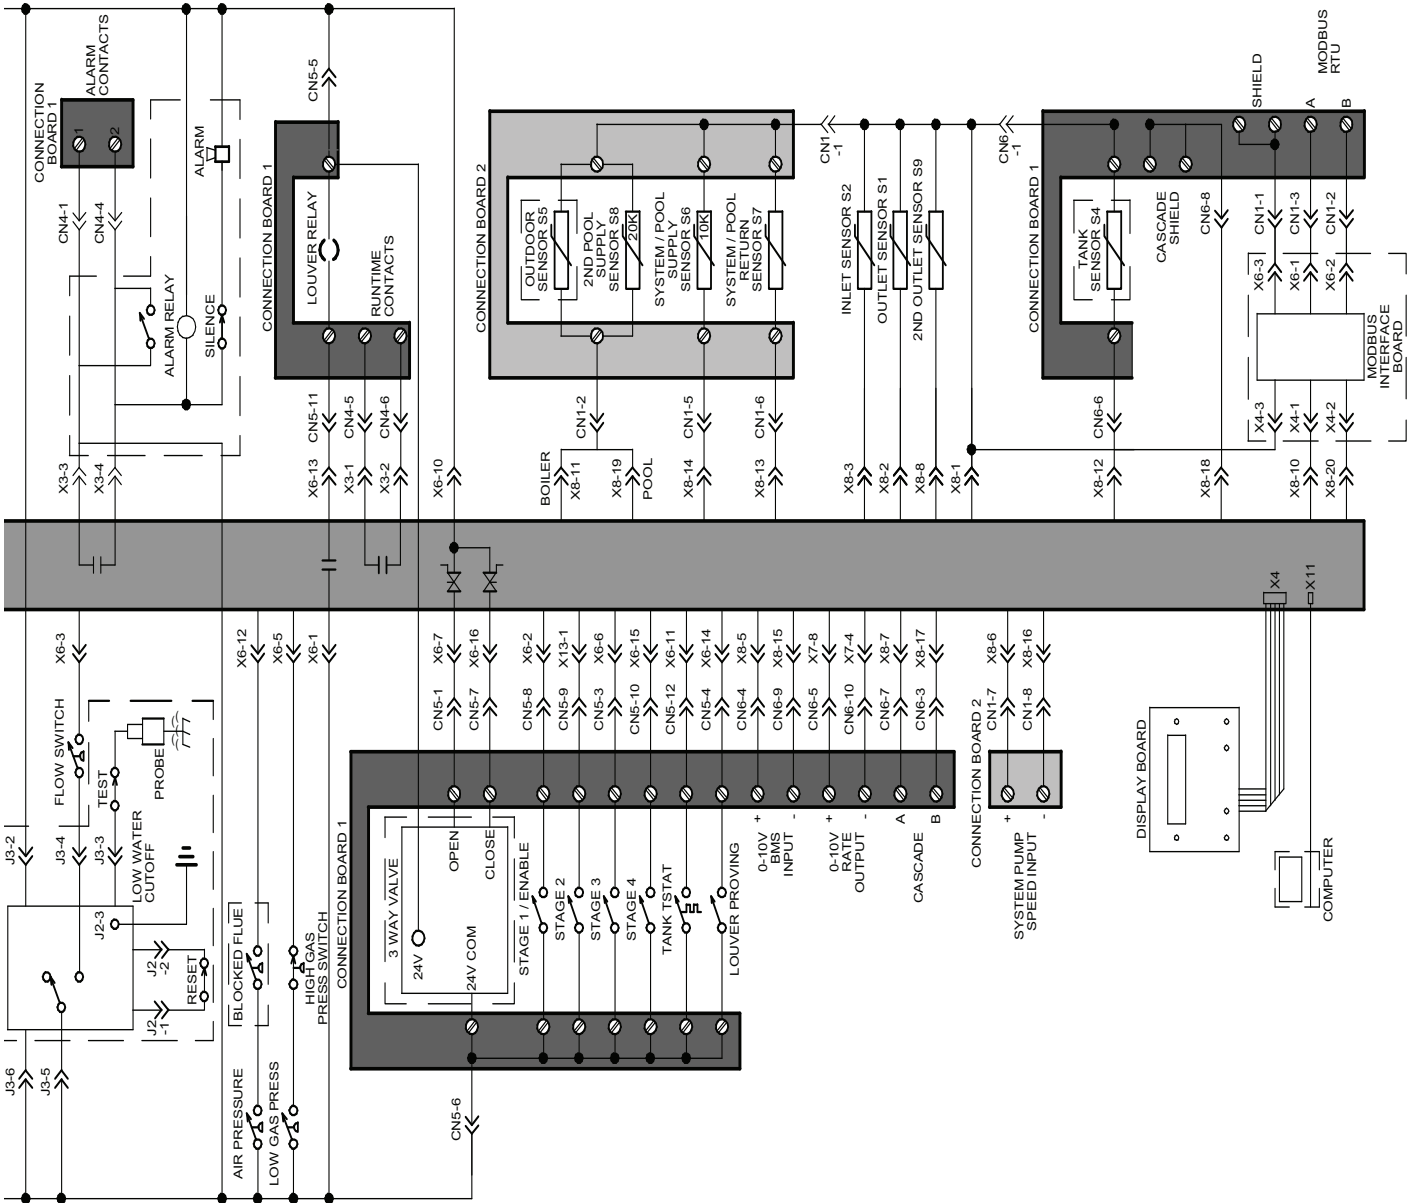 CONNECTION
BOARD 1
ALARM
CONTACTS
1
2
CN4-1
CN4-4
ALARM RELAY
ALARM
SILENCE
X3-3
X3-4
CN5-5
CONNECTION BOARD 1
LOUVER RELAY
RUNTIME
CONTACTS
CN5-11
CN4-5
CN4-6
X6-13
X3-1
X3-2
X6-10
CONNECTION BOARD 2
OUTDOOR
SENSOR S5
2ND POOL
SUPPLY
SENSOR S8
20K
SYSTEM / POOL
SUPPLY
SENSOR S6
10K
SYSTEM / POOL
RETURN
SENSOR S7
CN1
-1
CN1-2
CN1-5
CN1-6
BOILER
X8-11
X8-19
POOL
X8-14
X8-13
INLET SENSOR S2
OUTLET SENSOR S1
2ND OUTLET SENSOR S9
X8-3
X8-2
X8-8
X8-1
CN6
-1
CONNECTION BOARD 1
TANK
SENSOR S4
CASCADE
SHIELD
SHIELD
A
B
MODBUS
RTU
CN6-6
CN6-8
CN1-1
CN1-3
CN1-2
X6-3
X6-1
X6-2
MODBUS
INTERFACE
BOARD
X4-3
X4-1
X4-2
X8-12
X8-18
X8-10
X8-20
X4
X11
X6-3
X6-12
X6-5
X6-1
X6-7
X6-16
X6-2
X13-1
X6-6
X6-15
X6-11
X6-14
X8-5
X8-15
X7-8
X7-4
X8-7
X8-17
X8-6
X8-16
CN5-1
CN5-7
CN5-8
CN5-9
CN5-3
CN5-10
CN5-12
CN5-4
CN6-4
CN6-9
CN6-5
CN6-10
CN6-7
CN6-3
CN1-7
CN1-8
FLOW SWITCH
TEST
PROBE
J3-2
J3-4
J3-3
LOW WATER
CUTOFF
J2-3
J2
-2
J2
-1
RESET
J3-6
J3-5
BLOCKED FLUE
HIGH GAS
PRESS SWITCH
AIR PRESSURE
LOW GAS PRESS
CONNECTION BOARD 1
3 WAY VALVE
24V
24V COM
OPEN
CLOSE
STAGE 1 / ENABLE
STAGE 2
STAGE 3
STAGE 4
TANK TSTAT
LOUVER PROVING
+
0-10V
BMS
INPUT
-
+
0-10V
RATE
OUTPUT
-
A
CASCADE
B
CN5-6
CONNECTION BOARD 2
+
SYSTEM PUMP
SPEED INPUT
-
DISPLAY BOARD
COMPUTER